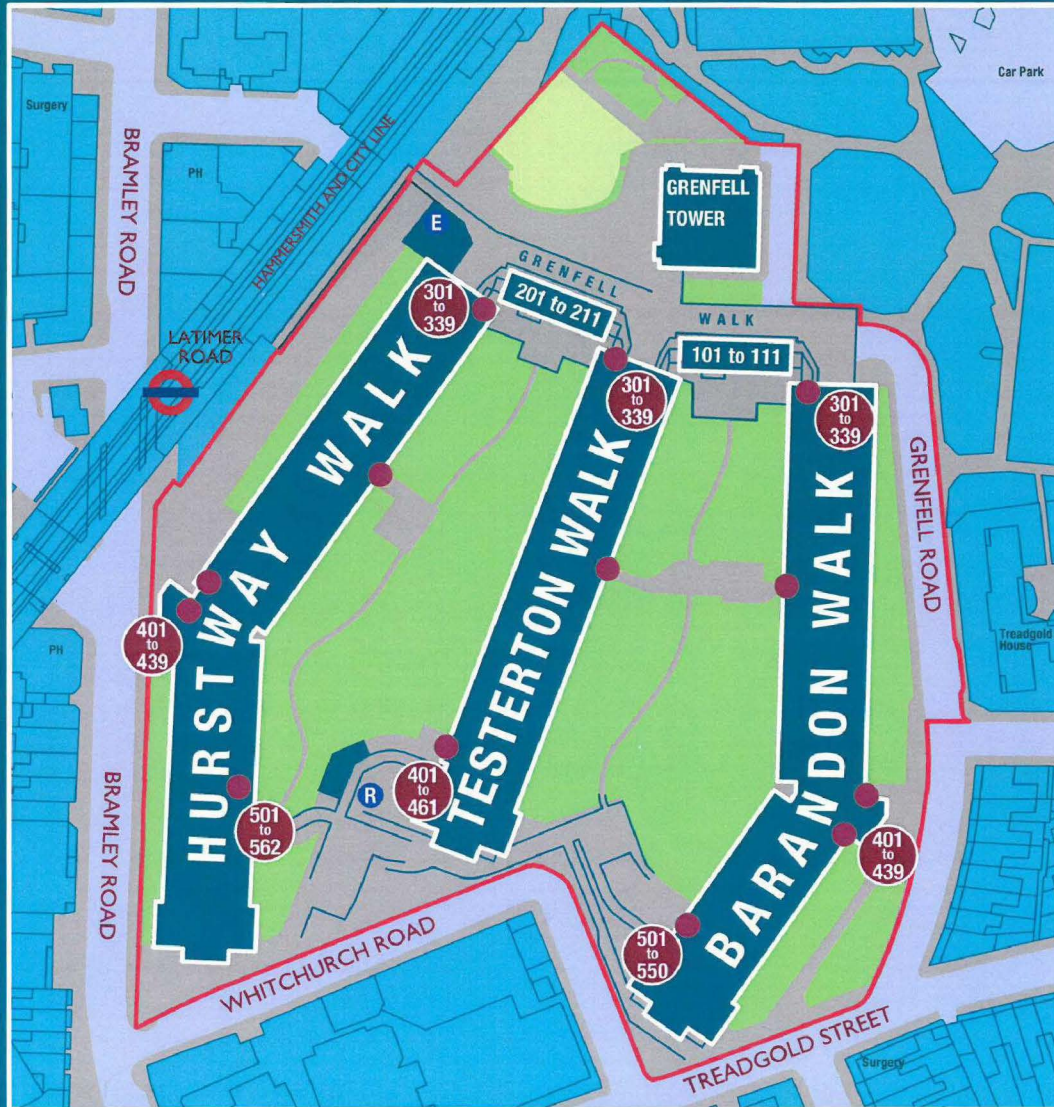 Car Park
Surgery
BRAMLEY ROAD
PH
HAMMERSMITH AND CITY LINE
GRENFELL
TOWER
E
GRENFELL
WALK
301
to
339
201 to 211
101 to 111
LATIMER
ROAD
301
to
339
301
to
339
GRENFELL ROAD
HURSTWAY WALK
TESTERTON WALK
BARANDON WALK
401
to
439
PH
Treadgold
House
BRAMLEY ROAD
R
401
to
461
501
to
562
401
to
439
501
to
550
WHITCHURCH ROAD
TREADGOLD STREET
Surgery